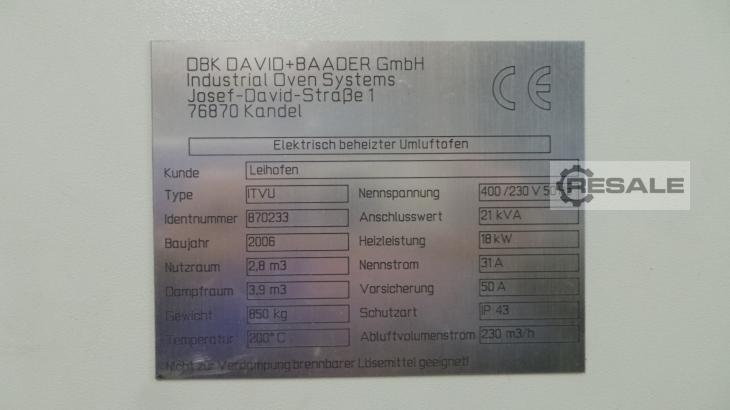 DBK DAVID+BAADER GmbH
Industrial Oven Systems
Josef-David-Straße 1
76870 Kandel
CE
Elektrisch beheizter Umluftofen
Kunde Leihofen
Type ITVU Nennspannung 400/230 V
Identnummer 870233 Anschlusswert 21 kVA
Baujahr 2006 Heizleistung 18 kW
Nutzraum 2,8 m3 Nennstrom 31 A
Dampfraum 3,9 m3 Vorsicherung 50 A
Gewicht 850 kg Schutzart IP 43
Temperatur 200° C Abluftvolumenstrom 230 m3/h
Nicht zur Verdampfung brennbarer Lösemittel geeignet!
RESALE